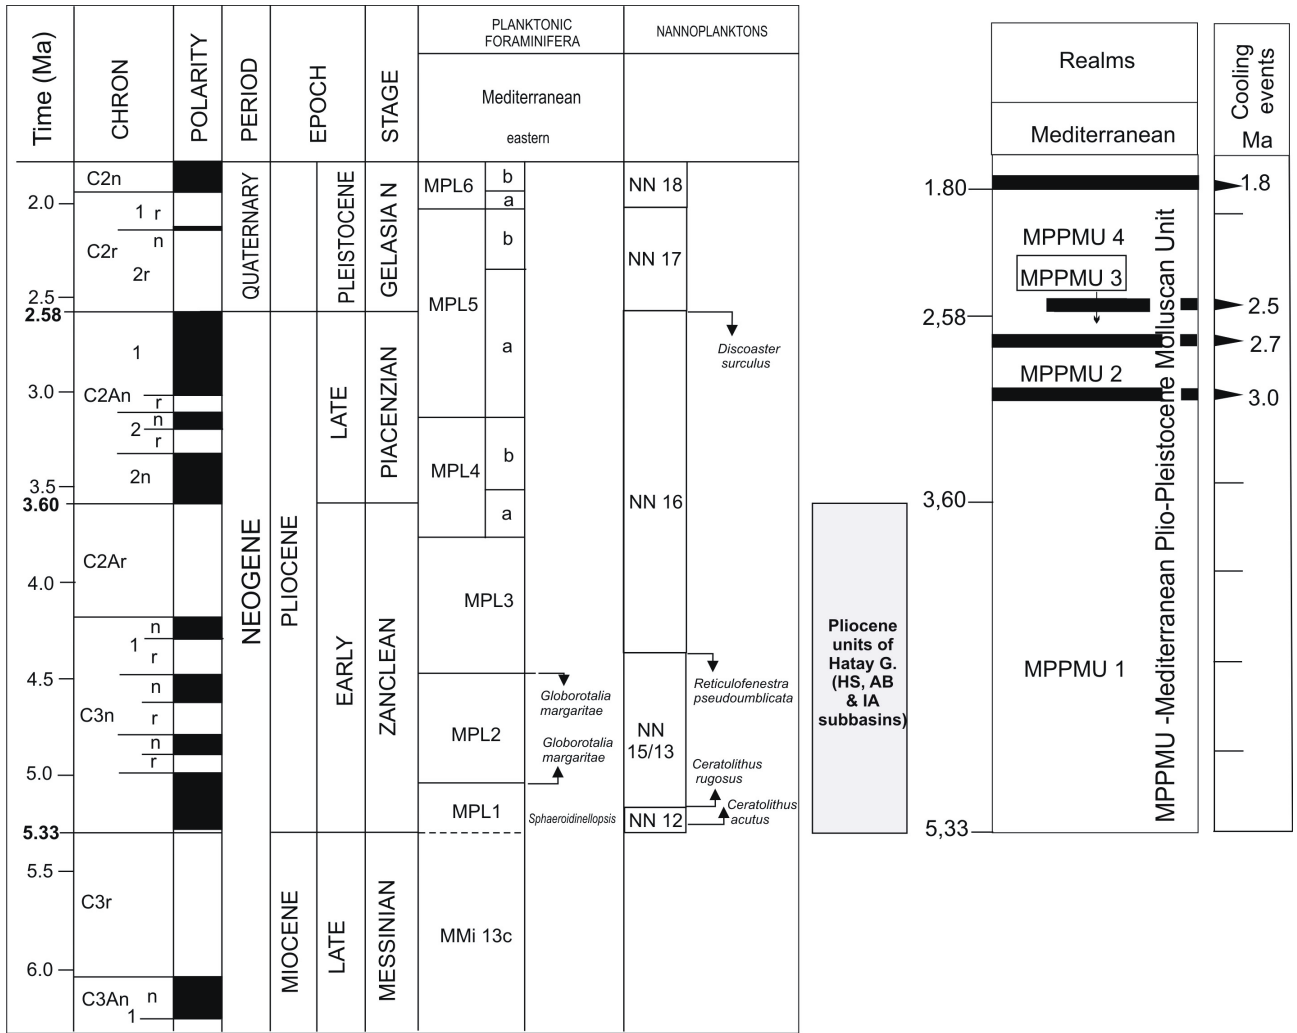 Time (Ma)
CHRON
POLARITY
PERIOD
EPOCH
STAGE
PLANKTONIC
FORAMINIFERA
Mediterranean
eastern
NANNOPLANKTONS
2.0
2.5
2.58
3.0
3.5
3.60
4.0
4.5
5.0
5.33
5.5
6.0
C2n
1 r
C2r
n
2r
1
C2An
r
2
n
r
2n
C2Ar
n
1
r
n
C3n
r
n
r
C3r
C3An n
1
QUATERNARY
NEOGENE
PLIOCENE
MIOCENE
PLEISTOCENE
LATE
EARLY
LATE
GELASIA N
PIACENZIAN
ZANCLEAN
MESSINIAN
MPL6
b
a
MPL5
b
a
MPL4
b
a
MPL3
MPL2
MPL1
MMi 13c
Globorotalia
margaritae
Globorotalia
margaritae
Sphaeroidinellopsis
NN 18
NN 17
NN 16
NN
15/13
NN 12
Discoaster
surculus
Reticulofenestra
pseudoumblicata
Ceratolithus
rugosus
Ceratolithus
acutus
Pliocene
units of
Hatay G.
(HS, AB
& IA
subbasins)
Realms
Mediterranean
1.80
2,58
3,60
5,33
MPPMU 4
MPPMU 3
MPPMU 2
MPPMU 1
MPPMU -Mediterranean Plio-Pleistocene Molluscan Unit
Cooling
events
Ma
1.8
2.5
2.7
3.0